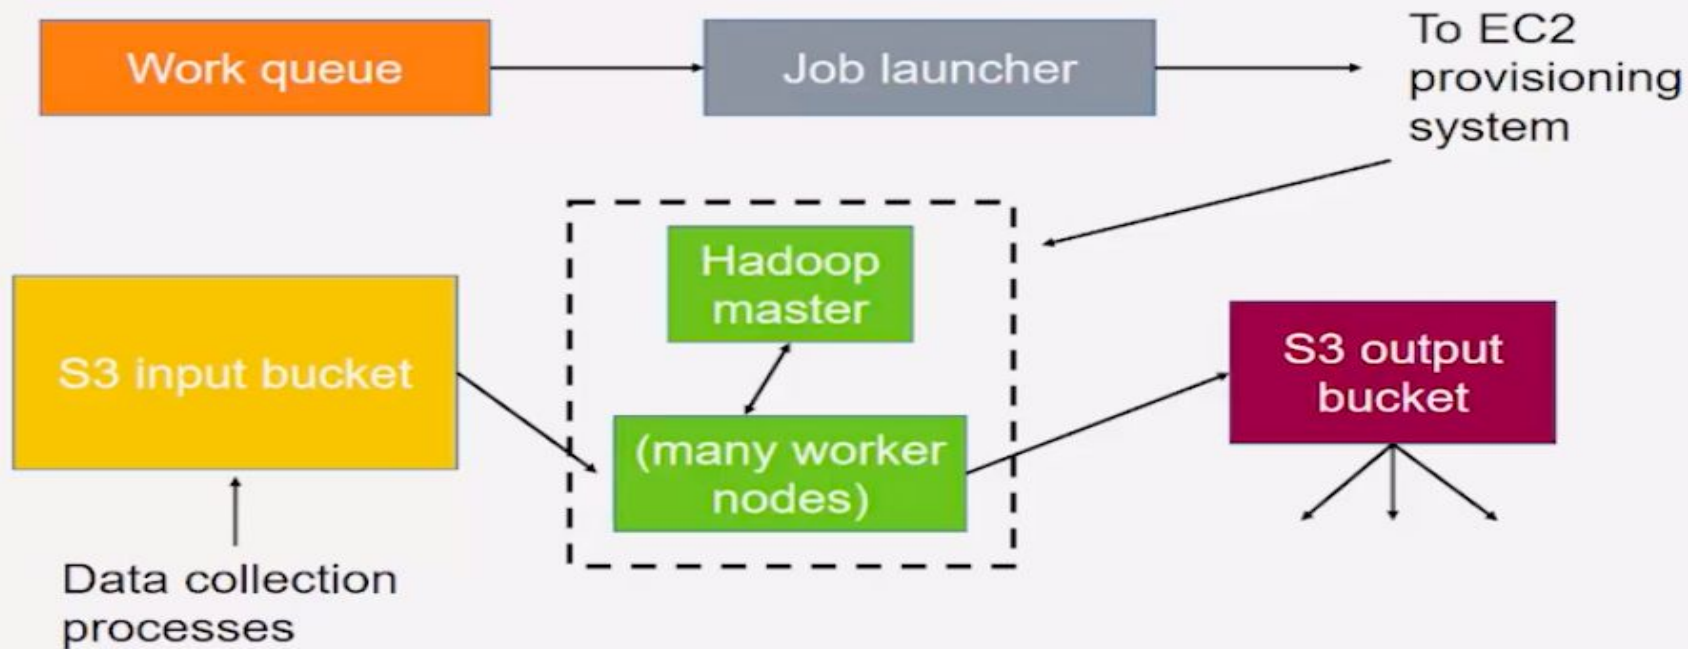 Work queue
Job launcher
To EC2
provisioning
system
Hadoop
master
S3 input bucket
S3 output
bucket
(many worker
nodes)
Data collection
processes